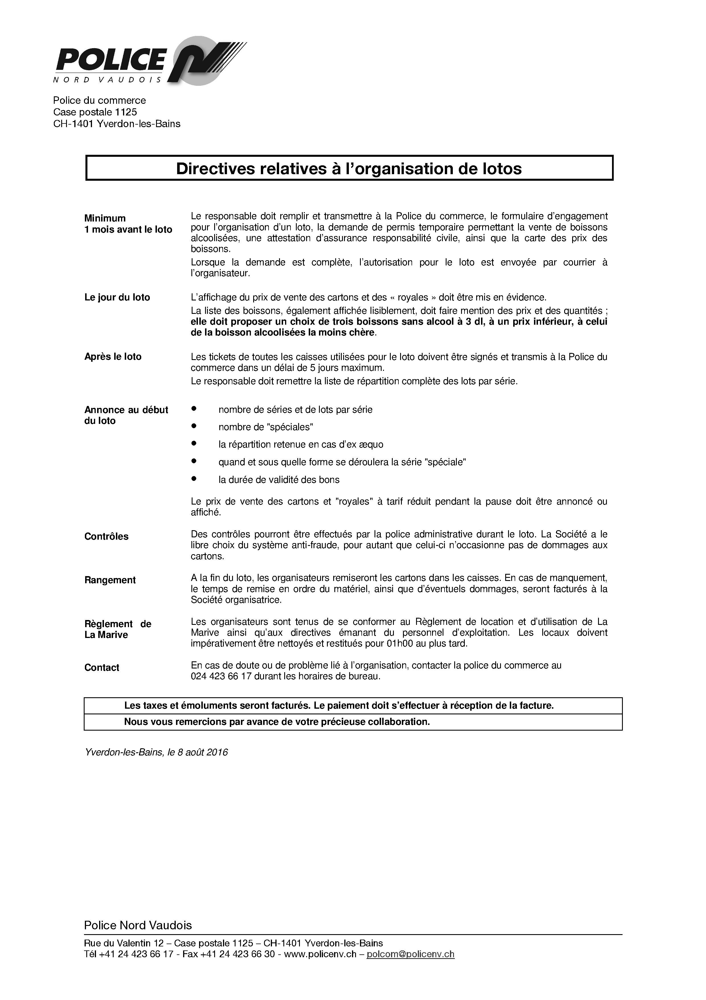 POLICE
NORD VAUDOIS
Police du commerce
Case postale 1125
CH-1401 Yverdon-les-Bains
Directives relatives à l’organisation de lotos
Minimum
1 mois avant le loto
Le responsable doit remplir et transmettre à la Police du commerce, le formulaire d’engagement
pour l’organisation d’un loto, la demande de permis temporaire permettant la vente de boissons
alcoolisées, une attestation d’assurance responsabilité civile, ainsi que la carte des prix des
boissons.
Lorsque la demande est complète, l’autorisation pour le loto est envoyée par courrier à
l’organisateur.
Le jour du loto
L’affichage du prix de vente des cartons et des « royales » doit être mis en évidence.
La liste des boissons, également affichée lisiblement, doit faire mention des prix et des quantités ;
elle doit proposer un choix de trois boissons sans alcool à 3 dl, à un prix inférieur, à celui
de la boisson alcoolisées la moins chère.
Après le loto
Les tickets de toutes les caisses utilisées pour le loto doivent être signés et transmis à la Police du
commerce dans un délai de 5 jours maximum.
Le responsable doit remettre la liste de répartition complète des lots par série.
Annonce au début
du loto
• nombre de séries et de lots par série
• nombre de "spéciales"
• la répartition retenue en cas d’ex æquo
• quand et sous quelle forme se déroulera la série "spéciale"
• la durée de validité des bons
Le prix de vente des cartons et "royales" à tarif réduit pendant la pause doit être annoncé ou
affiché.
Contrôles
Des contrôles pourront être effectués par la police administrative durant le loto. La Société a le
libre choix du système anti-fraude, pour autant que celui-ci n’occasionne pas de dommages aux
cartons.
Rangement
A la fin du loto, les organisateurs remiseront les cartons dans les caisses. En cas de manquement,
le temps de remise en ordre du matériel, ainsi que d’éventuels dommages, seront facturés à la
Société organisatrice.
Règlement de
La Marive
Les organisateurs sont tenus de se conformer au Règlement de location et d’utilisation de La
Marive ainsi qu’aux directives émanant du personnel d’exploitation. Les locaux doivent
impérativement être nettoyés et restitués pour 01h00 au plus tard.
Contact
En cas de doute ou de problème lié à l’organisation, contacter la police du commerce au
024 423 66 17 durant les horaires de bureau.
Les taxes et émoluments seront facturés. Le paiement doit s’effectuer à réception de la facture.
Nous vous remercions par avance de votre précieuse collaboration.
Yverdon-les-Bains, le 8 août 2016
Police Nord Vaudois
Rue du Valentin 12 – Case postale 1125 – CH-1401 Yverdon-les-Bains
Tél +41 24 423 66 17 - Fax +41 24 423 66 30 - www.policenv.ch – polcom@policenv.ch